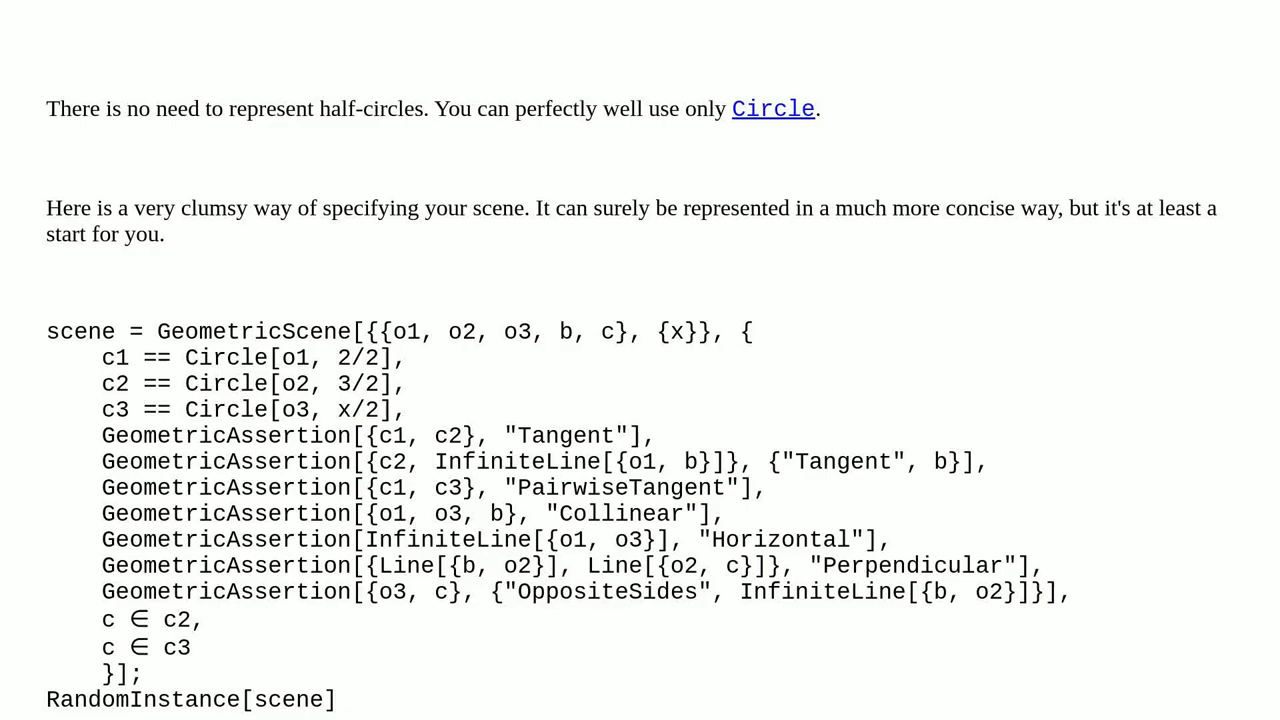 There is no need to represent half-circles. You can perfectly well use only Circle.
Here is a very clumsy way of specifying your scene. It can surely be represented in a much more concise way, but it's at least a
start for you.
scene = GeometricScene[{{o1, o2, o3, b, c}, {x}}, {
    c1 == Circle[o1, 2/2],
    c2 == Circle[o2, 3/2],
    c3 == Circle[o3, x/2],
    GeometricAssertion[{c1, c2}, "Tangent"],
    GeometricAssertion[{c2, InfiniteLine[{o1, b}]}, {"Tangent", b}],
    GeometricAssertion[{c1, c3}, "PairwiseTangent"],
    GeometricAssertion[{o1, o3, b}, "Collinear"],
    GeometricAssertion[InfiniteLine[{o1, o3}], "Horizontal"],
    GeometricAssertion[{Line[{b, o2}], Line[{o2, c}]}, "Perpendicular"],
    GeometricAssertion[{o3, c}, {"OppositeSides", InfiniteLine[{b, o2}]}],
    c ∈ c2,
    c ∈ c3
    }];
RandomInstance[scene]